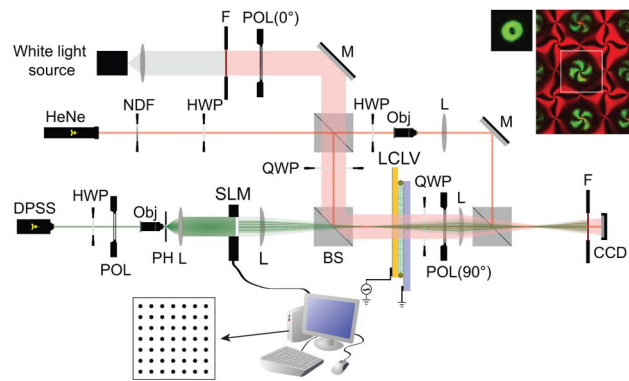 F
POL(0°)
M
White light
source
NDF
HWP
HWP
Obj
L
M
HeNe
QWP
LCLV
QWP
F
HWP
SLM
L
DPSS
Obj
POL
PH L
L
BS
POL(90°)
CCD